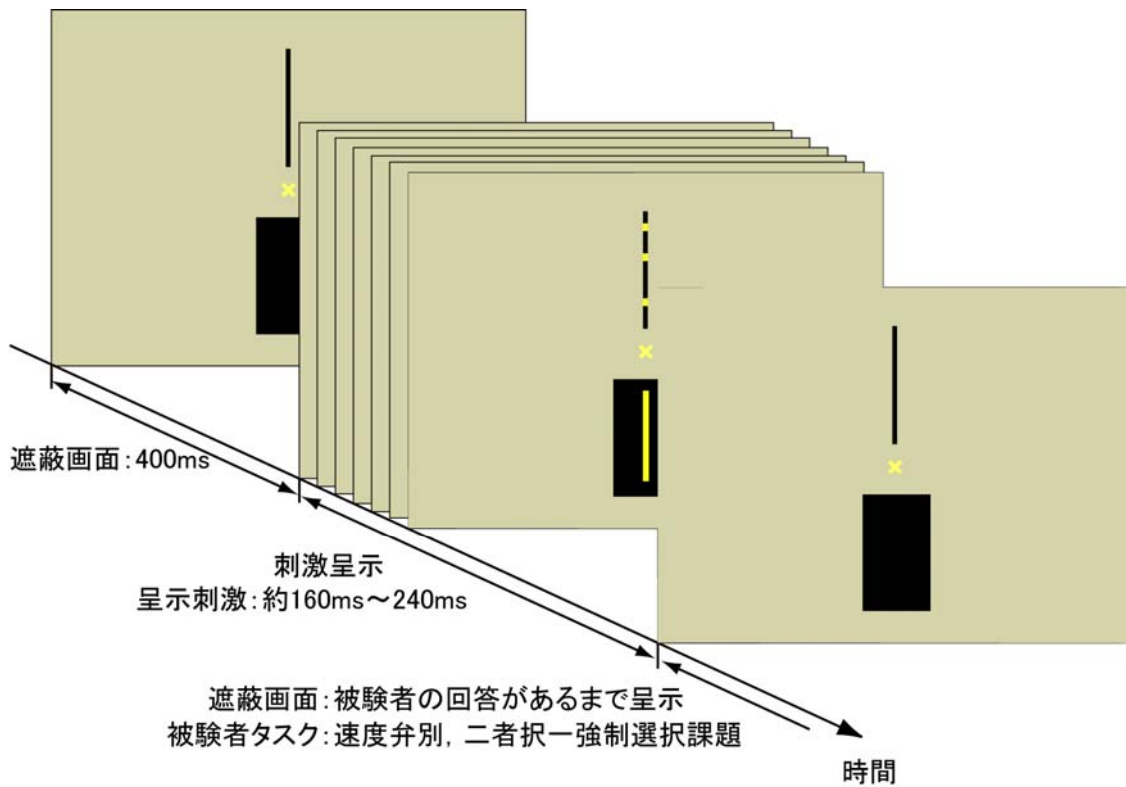 遮蔽画面：400ms
刺激呈示
呈示刺激：約160ms～240ms
遮蔽画面：被験者の回答があるまで呈示
被験者タスク：速度弁別，二者択一強制選択課題
時間